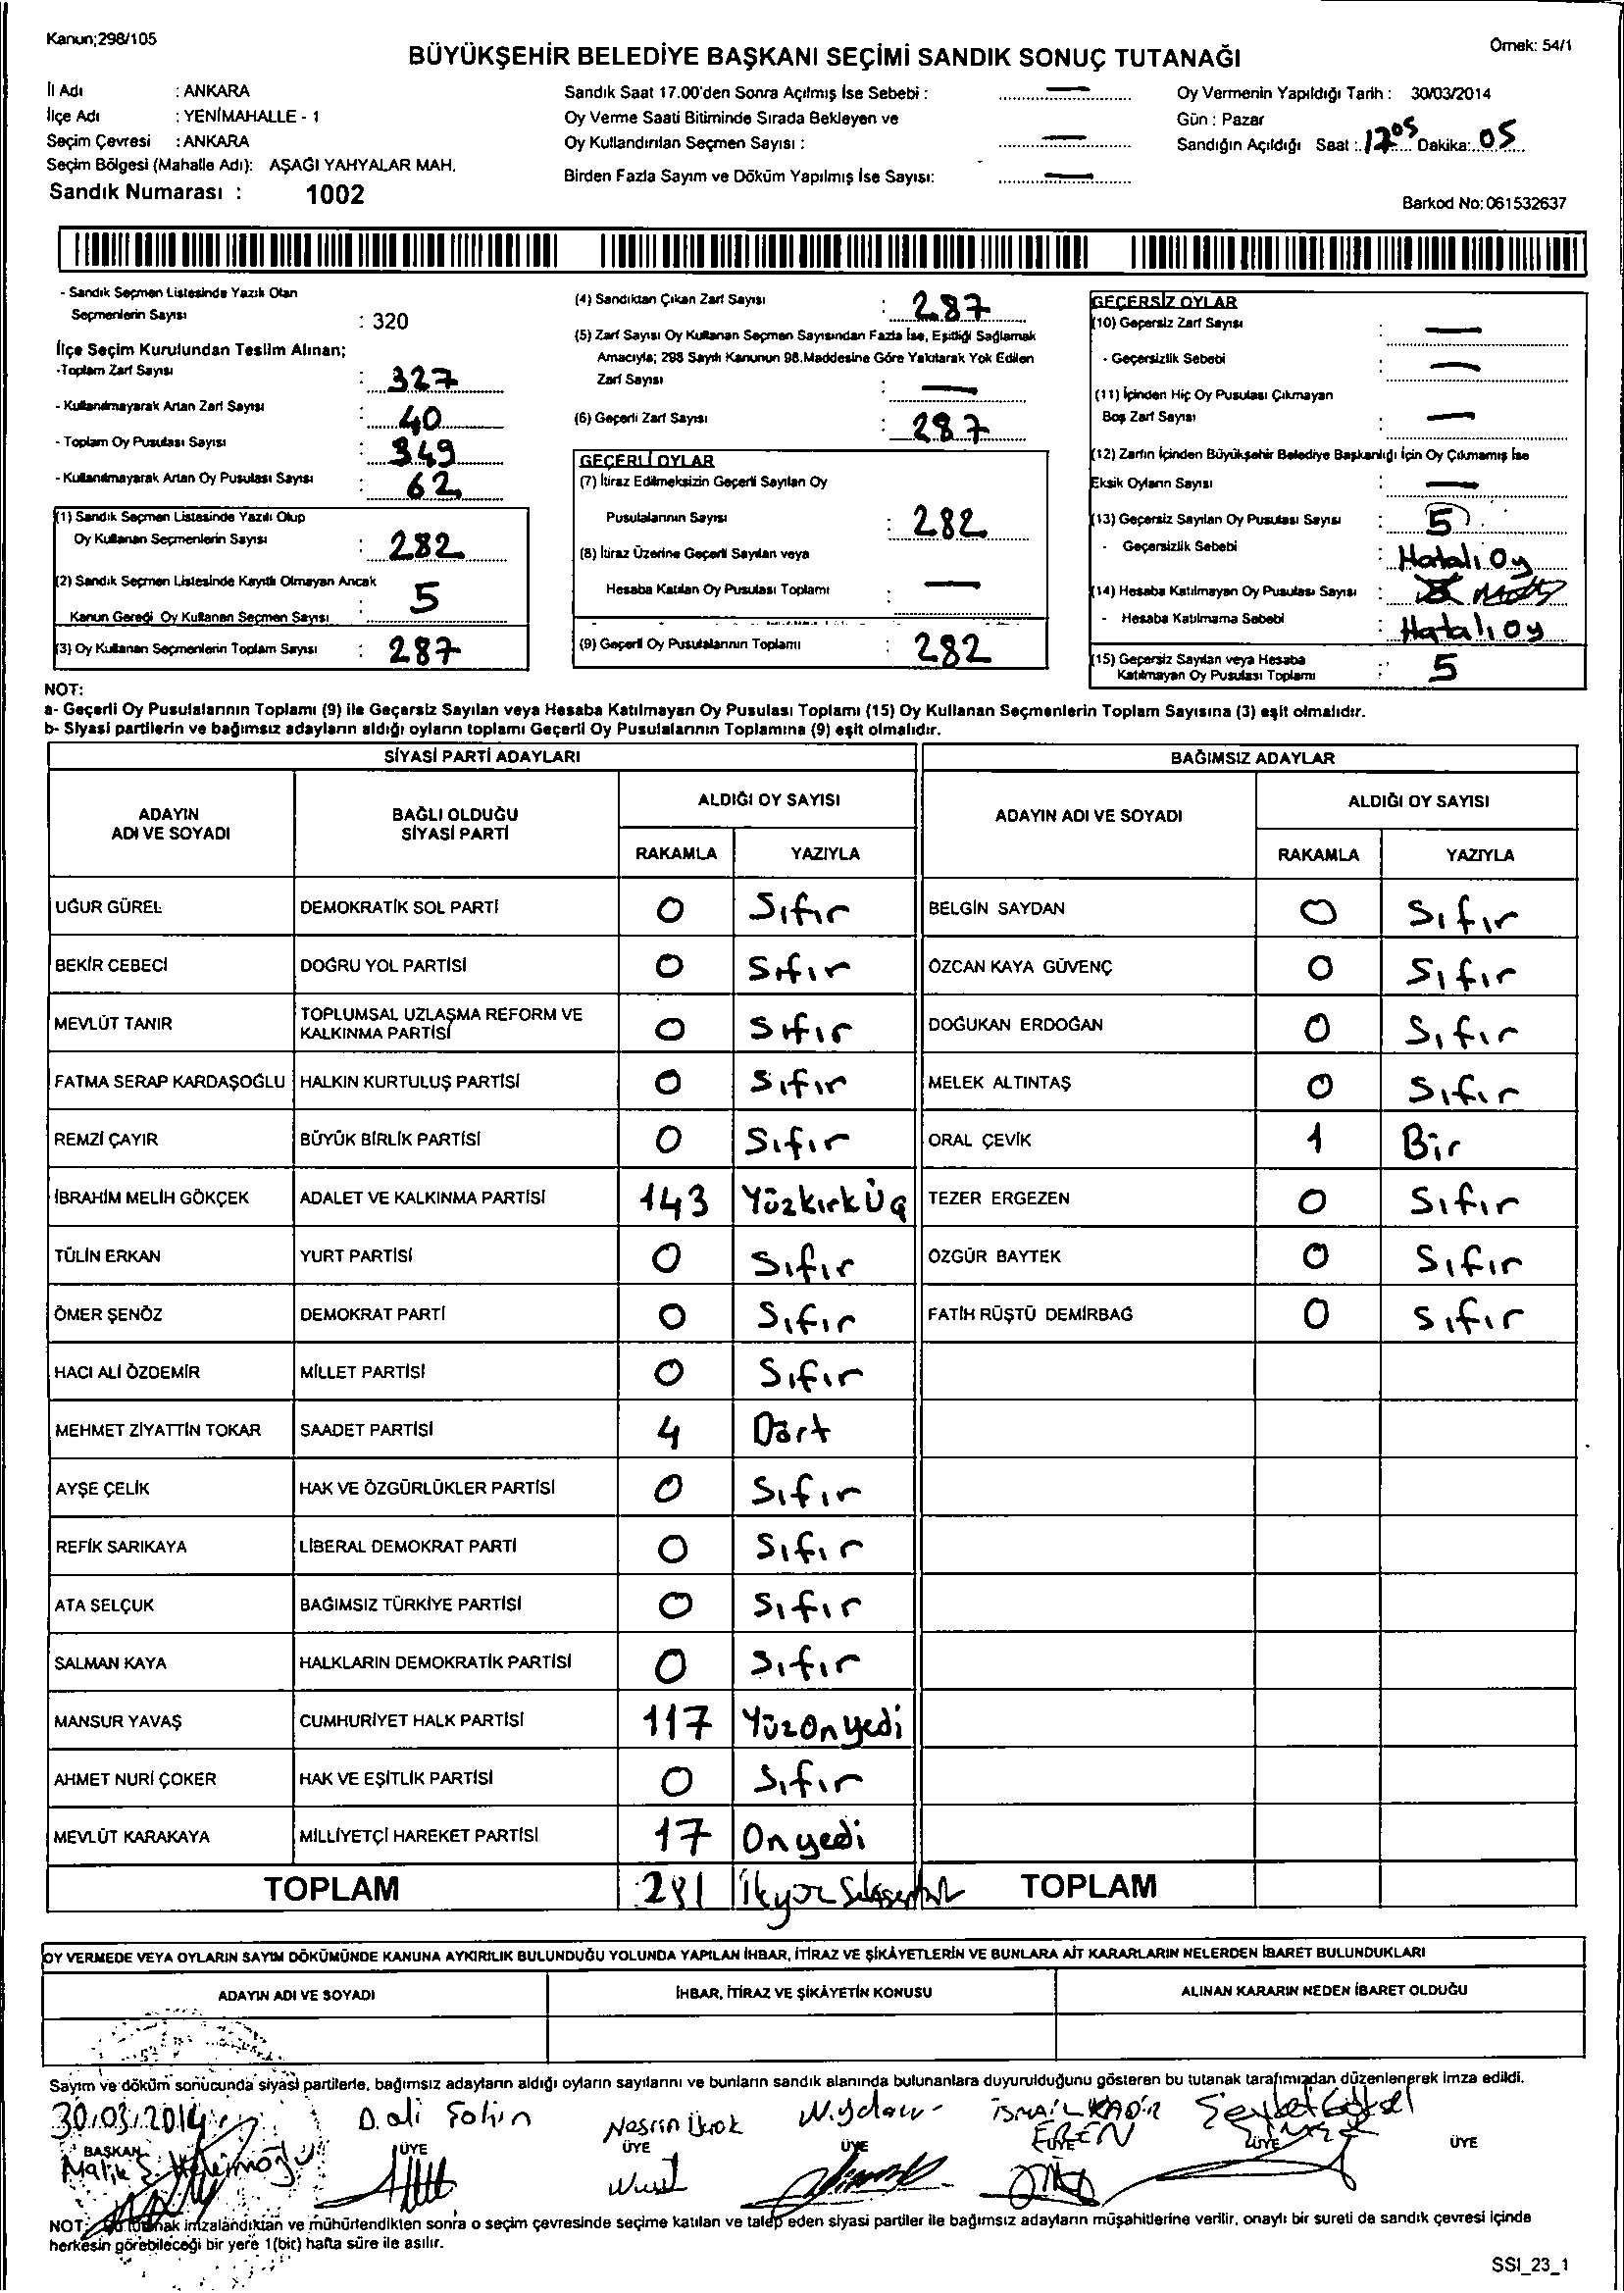 Kanun;298/105
Örnek: 54/1
BÜYÜKŞEHİR BELEDİYE BAŞKANI SEÇİMİ SANDIK SONUÇ TUTANAĞI
İl Adı : ANKARA
İlçe Adı : YENİMAHALLE - 1
Seçim Çevresi : ANKARA
Seçim Bölgesi (Mahalle Adı): AŞAĞI YAHYALAR MAH.
Sandık Numarası : 1002
Sandık Saat 17.00'den Sonra Açılmış İse Sebebi : —
Oy Verme Saati Bitiminde Sırada Bekleyen ve
Oy Kullandırılan Seçmen Sayısı : —
Birden Fazla Sayım ve Döküm Yapılmış İse Sayısı: —
Oy Vermenin Yapıldığı Tarih : 30/03/2014
Gün : Pazar
Sandığın Açıldığı Saat : 17 05 Dakika: 05
Barkod No: 061532637
- Sandık Seçmen Listesinde Yazılı Olan
Seçmenlerin Sayısı : 320
İlçe Seçim Kurulundan Teslim Alınan;
-Toplam Zarf Sayısı : 327
- Kullanılmayarak Artan Zarf Sayısı : 40
- Toplam Oy Pusulası Sayısı : 349
- Kullanılmayarak Artan Oy Pusulası Sayısı : 62
(1) Sandık Seçmen Listesinde Yazılı Olup
Oy Kullanan Seçmenlerin Sayısı : 282
(2) Sandık Seçmen Listesinde Kayıtlı Olmayan Ancak
Kanun Gereği Oy Kullanan Seçmen Sayısı : 5
(3) Oy Kullanan Seçmenlerin Toplam Sayısı : 287
(4) Sandıktan Çıkan Zarf Sayısı : 287
(5) Zarf Sayısı Oy Kullanan Seçmen Sayısından Fazla İse, Eşitliği Sağlamak
Amacıyla; 298 Sayılı Kanunun 98.Maddesine Göre Yakılarak Yok Edilen
Zarf Sayısı : —
(6) Geçerli Zarf Sayısı : 287
GEÇERLİ OYLAR
(7) İtiraz Edilmeksizin Geçerli Sayılan Oy
Pusulalarının Sayısı : 282
(8) İtiraz Üzerine Geçerli Sayılan veya
Hesaba Katılan Oy Pusulası Toplamı : —
(9) Geçerli Oy Pusulalarının Toplamı : 282
GEÇERSİZ OYLAR
(10) Geçersiz Zarf Sayısı : —
- Geçersizlik Sebebi : —
(11) İçinden Hiç Oy Pusulası Çıkmayan
Boş Zarf Sayısı : —
(12) Zarfın İçinden Büyükşehir Belediye Başkanlığı İçin Oy Çıkmamış İse
Eksik Oyların Sayısı : —
(13) Geçersiz Sayılan Oy Pusulası Sayısı : 5
- Geçersizlik Sebebi : Hatalı Oy
(14) Hesaba Katılmayan Oy Pusulası Sayısı :
- Hesaba Katılmama Sebebi : Hatalı oy
(15) Geçersiz Sayılan veya Hesaba
Katılmayan Oy Pusulası Toplamı : 5
NOT:
a- Geçerli Oy Pusulalarının Toplamı (9) ile Geçersiz Sayılan veya Hesaba Katılmayan Oy Pusulası Toplamı (15) Oy Kullanan Seçmenlerin Toplam Sayısına (3) eşit olmalıdır.
b- Siyasi partilerin ve bağımsız adayların aldığı oyların toplamı Geçerli Oy Pusulalarının Toplamına (9) eşit olmalıdır.
SİYASİ PARTİ ADAYLARI
ADAYIN ADI VE SOYADI BAĞLI OLDUĞU SİYASİ PARTİ ALDIĞI OY SAYISI
RAKAMLA YAZIYLA
UĞUR GÜREL DEMOKRATİK SOL PARTİ 0 Sıfır
BEKİR CEBECİ DOĞRU YOL PARTİSİ 0 Sıfır
MEVLÜT TANIR TOPLUMSAL UZLAŞMA REFORM VE KALKINMA PARTİSİ 0 Sıfır
FATMA SERAP KARDAŞOĞLU HALKIN KURTULUŞ PARTİSİ 0 Sıfır
REMZİ ÇAYIR BÜYÜK BİRLİK PARTİSİ 0 Sıfır
İBRAHİM MELİH GÖKÇEK ADALET VE KALKINMA PARTİSİ 143 YüzkırkÜç
TÜLİN ERKAN YURT PARTİSİ 0 Sıfır
ÖMER ŞENÖZ DEMOKRAT PARTİ 0 Sıfır
HACI ALİ ÖZDEMİR MİLLET PARTİSİ 0 Sıfır
MEHMET ZİYATTİN TOKAR SAADET PARTİSİ 4 Dört
AYŞE ÇELİK HAK VE ÖZGÜRLÜKLER PARTİSİ 0 Sıfır
REFİK SARIKAYA LİBERAL DEMOKRAT PARTİ 0 Sıfır
ATA SELÇUK BAĞIMSIZ TÜRKİYE PARTİSİ 0 Sıfır
SALMAN KAYA HALKLARIN DEMOKRATİK PARTİSİ 0 Sıfır
MANSUR YAVAŞ CUMHURİYET HALK PARTİSİ 117 YüzOnyedi
AHMET NURİ ÇOKER HAK VE EŞİTLİK PARTİSİ 0 Sıfır
MEVLÜT KARAKAYA MİLLİYETÇİ HAREKET PARTİSİ 17 Onyedi
TOPLAM 281
BAĞIMSIZ ADAYLAR
ADAYIN ADI VE SOYADI ALDIĞI OY SAYISI
RAKAMLA YAZIYLA
BELGİN SAYDAN 0 Sıfır
ÖZCAN KAYA GÜVENÇ 0 Sıfır
DOĞUKAN ERDOĞAN 0 Sıfır
MELEK ALTINTAŞ 0 Sıfır
ORAL ÇEVİK 1 Bir
TEZER ERGEZEN 0 Sıfır
ÖZGÜR BAYTEK 0 Sıfır
FATİH RÜŞTÜ DEMİRBAĞ 0 Sıfır
TOPLAM
OY VERMEDE VEYA OYLARIN SAYIM DÖKÜMÜNDE KANUNA AYKIRILIK BULUNDUĞU YOLUNDA YAPILAN İHBAR, İTİRAZ VE ŞİKÂYETLERİN VE BUNLARA AİT KARARLARIN NELERDEN İBARET BULUNDUKLARI
ADAYIN ADI VE SOYADI İHBAR, İTİRAZ VE ŞİKÂYETİN KONUSU ALINAN KARARIN NEDEN İBARET OLDUĞU
Sayım ve döküm sonucunda siyasi partilerle, bağımsız adayların aldığı oyların sayılarını ve bunların sandık alanında bulunanlara duyurulduğunu gösteren bu tutanak tarafımızdan düzenlenerek imza edildi.
30.03.2014
D.ali Şahin
Nesrin
İSMAİL KADİR
EREN
BAŞKAN ÜYE ÜYE ÜYE ÜYE ÜYE ÜYE
Malik
NOT: Bu tutanak imzalandıktan ve mühürlendikten sonra o seçim çevresinde seçime katılan ve talep eden siyasi partiler ile bağımsız adayların müşahitlerine verilir, onaylı bir sureti de sandık çevresi içinde
herkesin görebileceği bir yere 1(bir) hafta süre ile asılır.
SSI_23_1